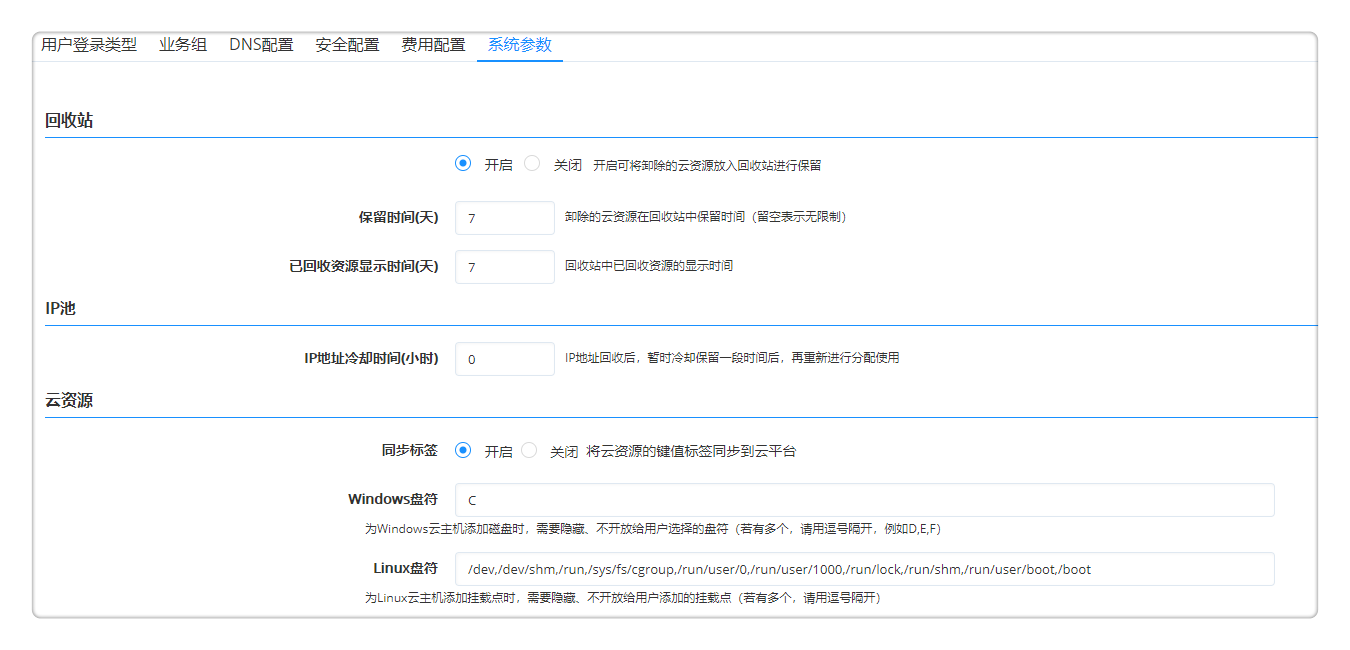 用户登录类型 业务组 DNS配置 安全配置 费用配置 系统参数
回收站
开启 关闭 开启可将卸除的云资源放入回收站进行保留
保留时间(天) 7 卸除的云资源在回收站中保留时间（留空表示无限制）
已回收资源显示时间(天) 7 回收站中已回收资源的显示时间
IP池
IP地址冷却时间(小时) 0 IP地址回收后，暂时冷却保留一段时间后，再重新进行分配使用
云资源
同步标签 开启 关闭 将云资源的键值标签同步到云平台
Windows盘符 C
为Windows云主机添加磁盘时，需要隐藏、不开放给用户选择的盘符（若有多个，请用逗号隔开，例如D,E,F）
Linux盘符 /dev,/dev/shm,/run,/sys/fs/cgroup,/run/user/0,/run/user/1000,/run/lock,/run/shm,/run/user/boot,/boot
为Linux云主机添加挂载点时，需要隐藏、不开放给用户添加的挂载点（若有多个，请用逗号隔开）